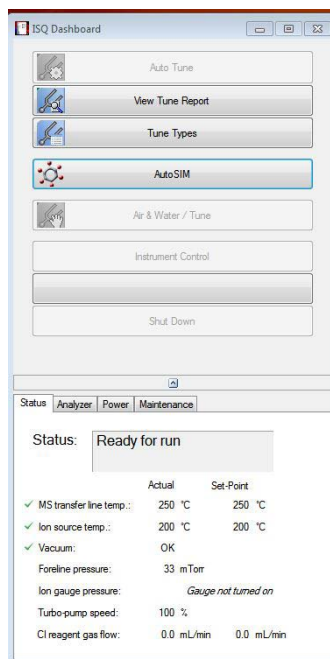 ISQ Dashboard
Auto Tune
View Tune Report
Tune Types
AutoSIM
Air & Water / Tune
Instrument Control
Shut Down
Status Analyzer Power Maintenance
Status: Ready for run
Actual Set-Point
MS transfer line temp.: 250 °C 250 °C
Ion source temp.: 200 °C 200 °C
Vacuum: OK
Foreline pressure: 33 mTorr
Ion gauge pressure: Gauge not turned on
Turbo-pump speed: 100 %
CI reagent gas flow: 0.0 mL/min 0.0 mL/min